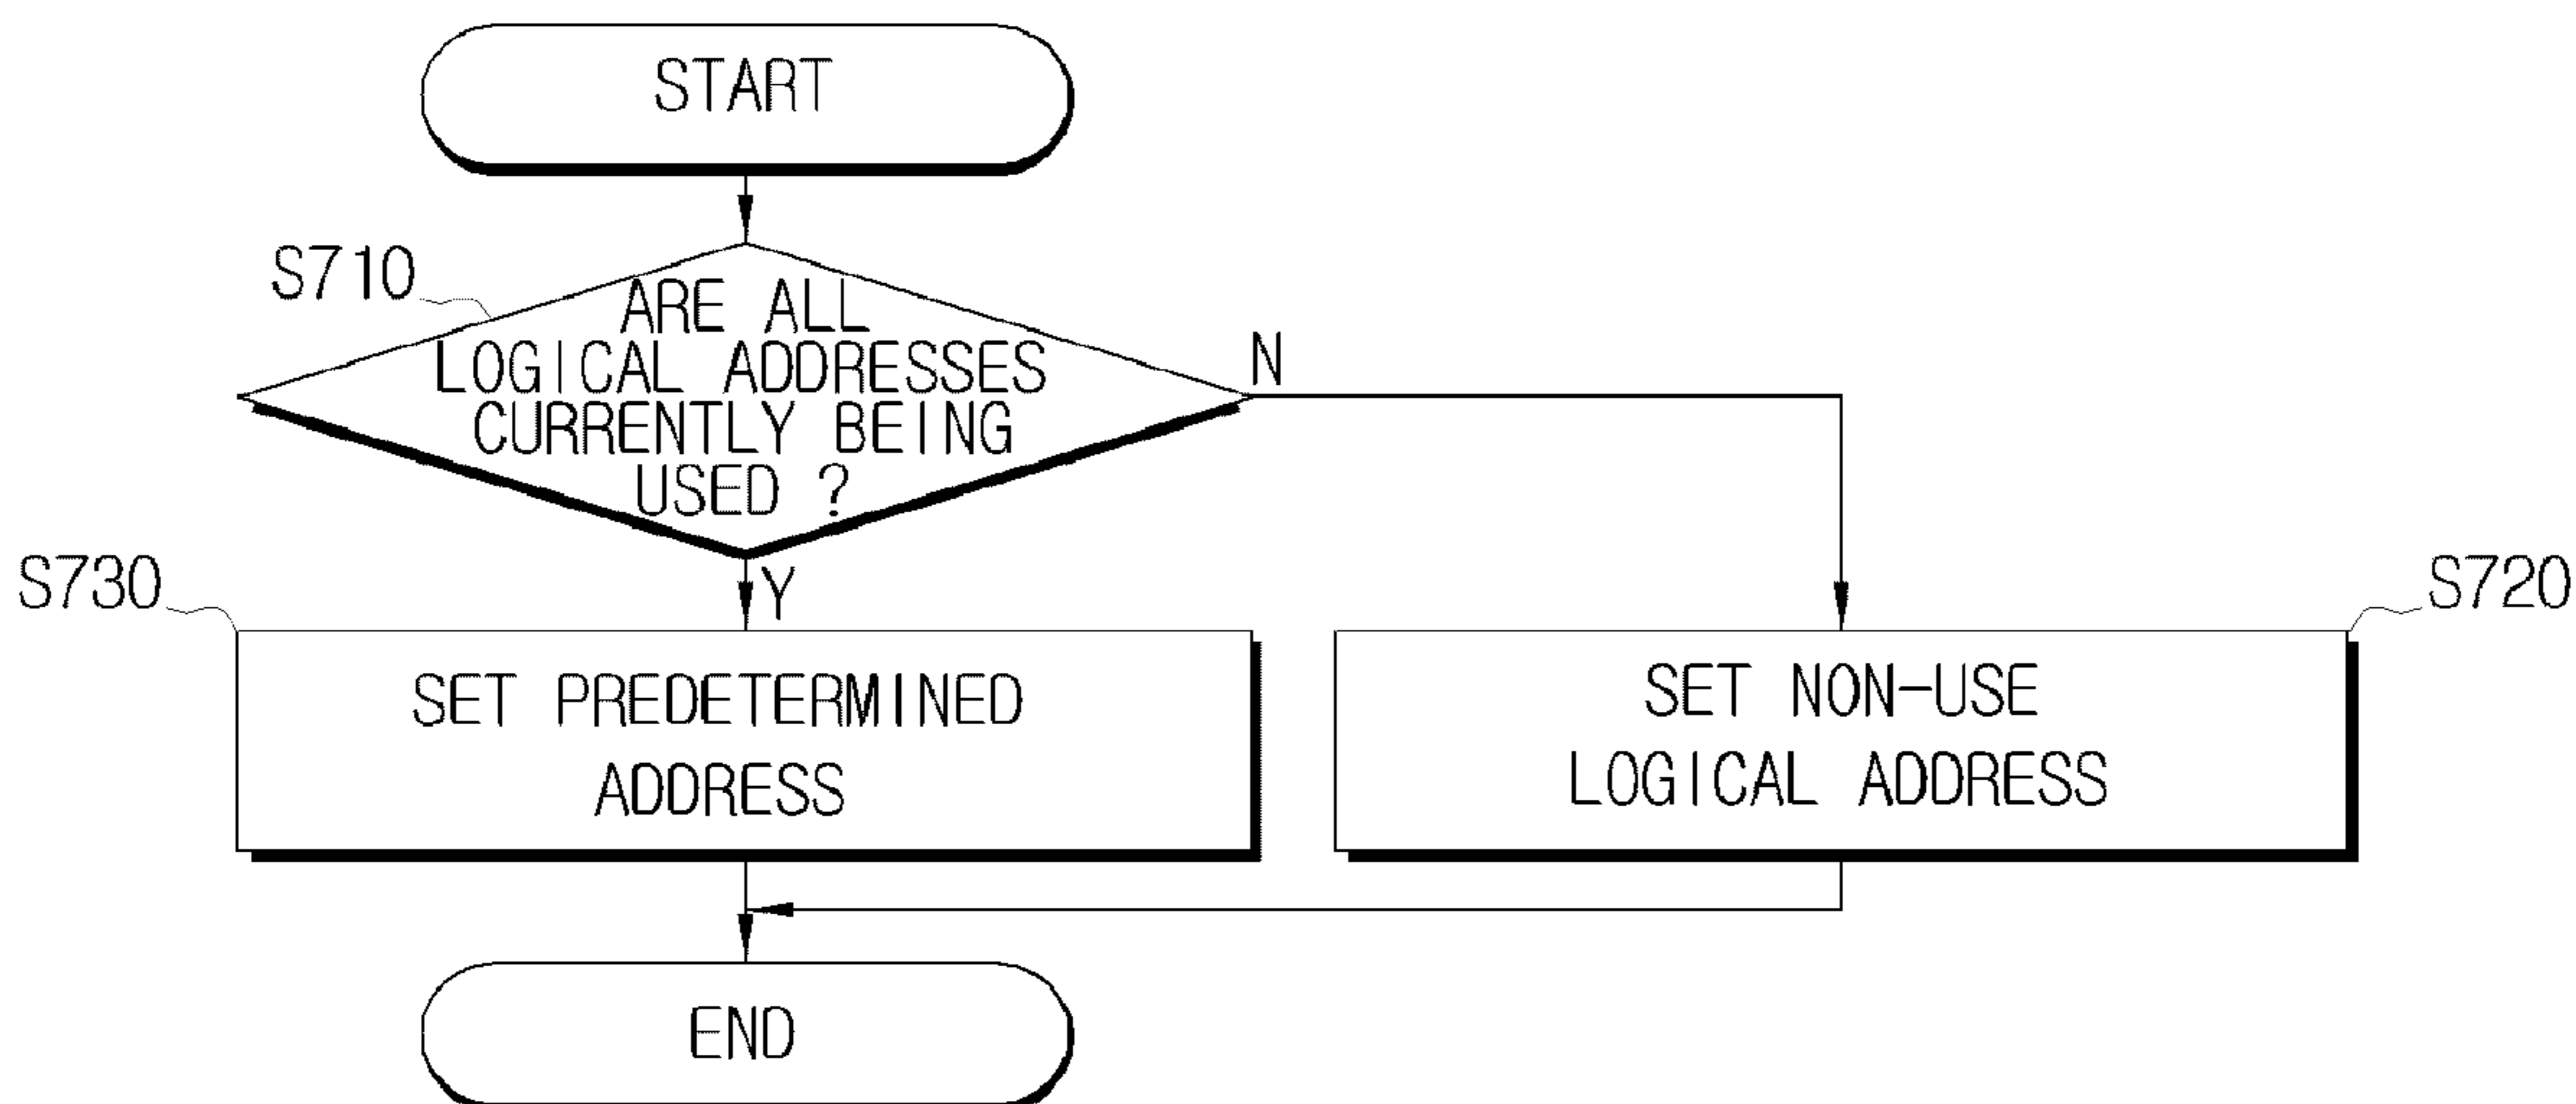 START
S710
ARE ALL
LOGICAL ADDRESSES
CURRENTLY BEING
USED ?
N
Y
S730
SET PREDETERMINED
ADDRESS
S720
SET NON-USE
LOGICAL ADDRESS
END